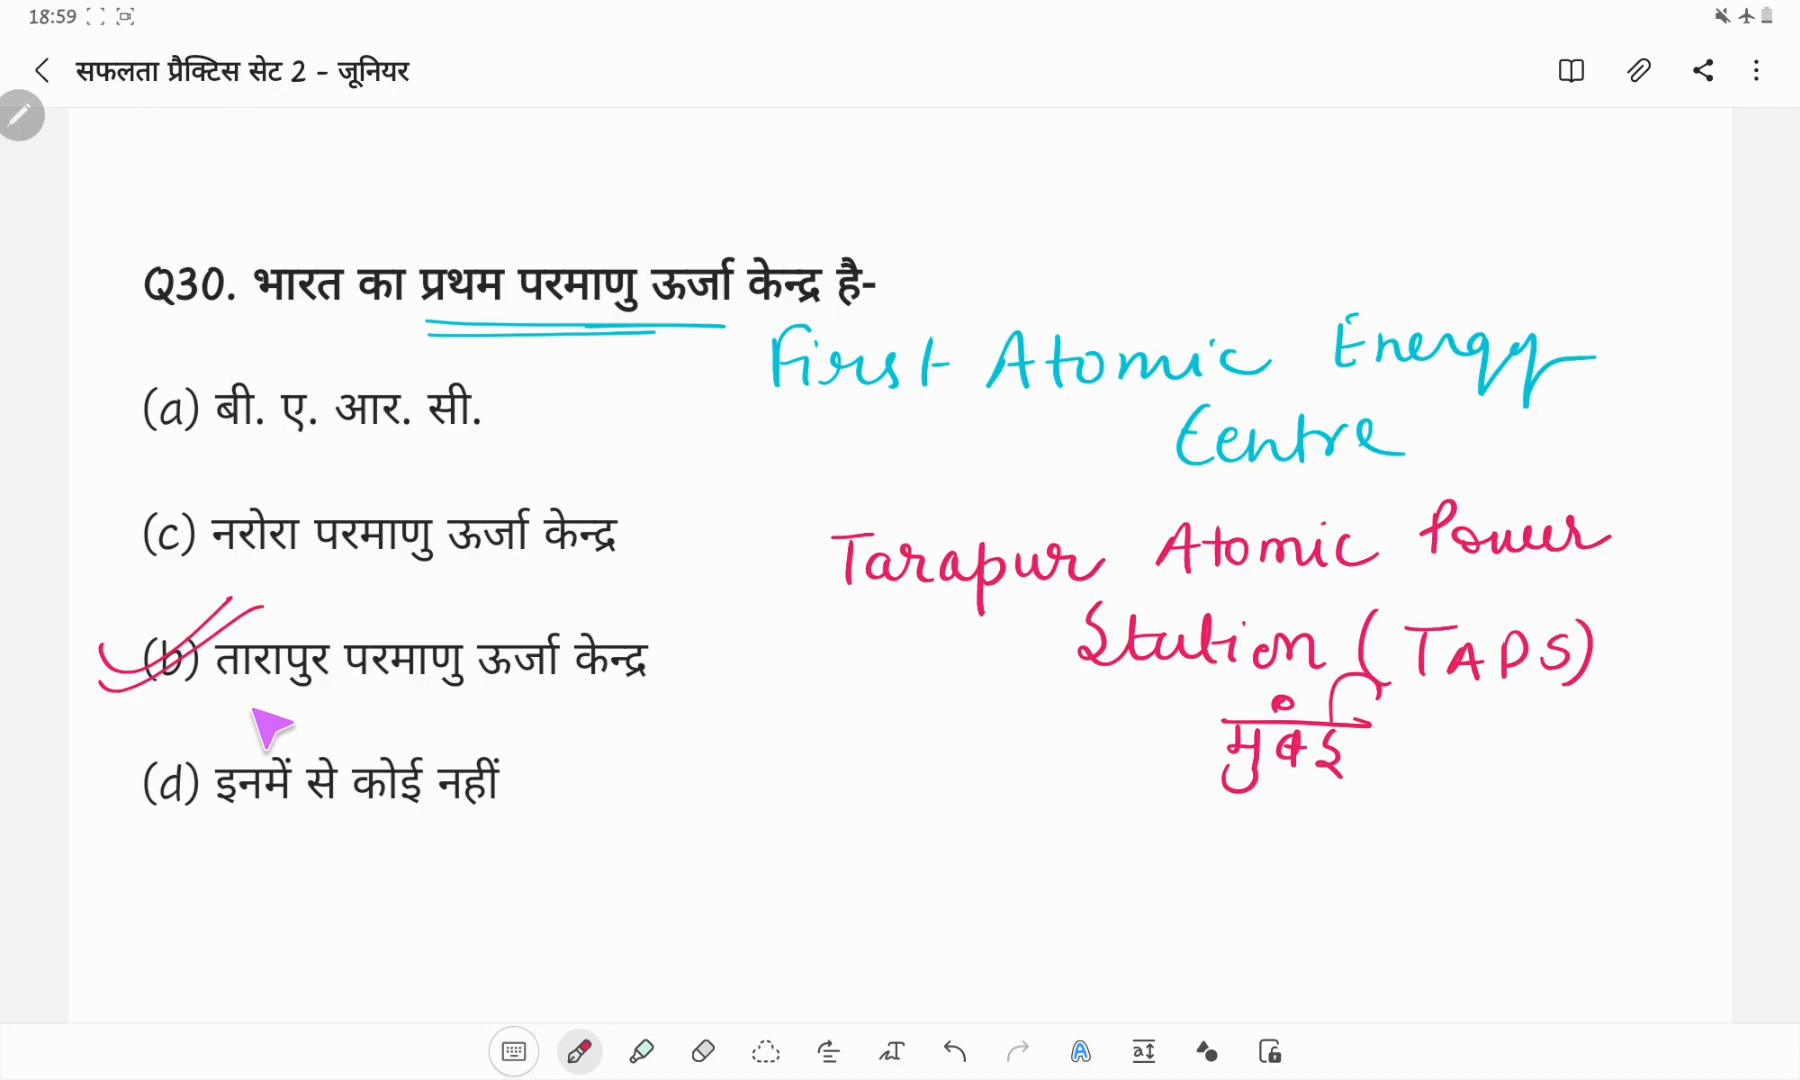 18:59
सफलता प्रैक्टिस सेट 2 - जूनियर
Q30. भारत का प्रथम परमाणु ऊर्जा केन्द्र है-
First Atomic Energy
Centre
(a) बी. ए. आर. सी.
(c) नरोरा परमाणु ऊर्जा केन्द्र
Tarapur Atomic Power
Station (TAPS)
(b) तारापुर परमाणु ऊर्जा केन्द्र
मुंबई
(d) इनमें से कोई नहीं